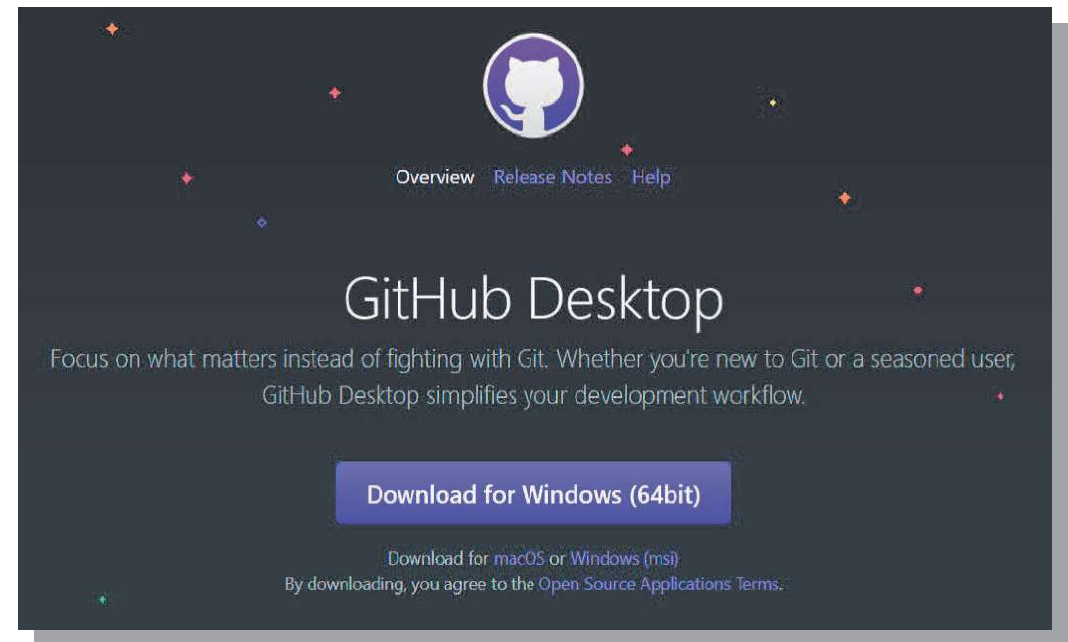 Overview Release Notes Help
GitHub Desktop
Focus on what matters instead of fighting with Git. Whether you're new to Git or a seasoned user,
GitHub Desktop simplifies your development workflow.
Download for Windows (64bit)
Download for macOS or Windows (msi)
By downloading, you agree to the Open Source Applications Terms.